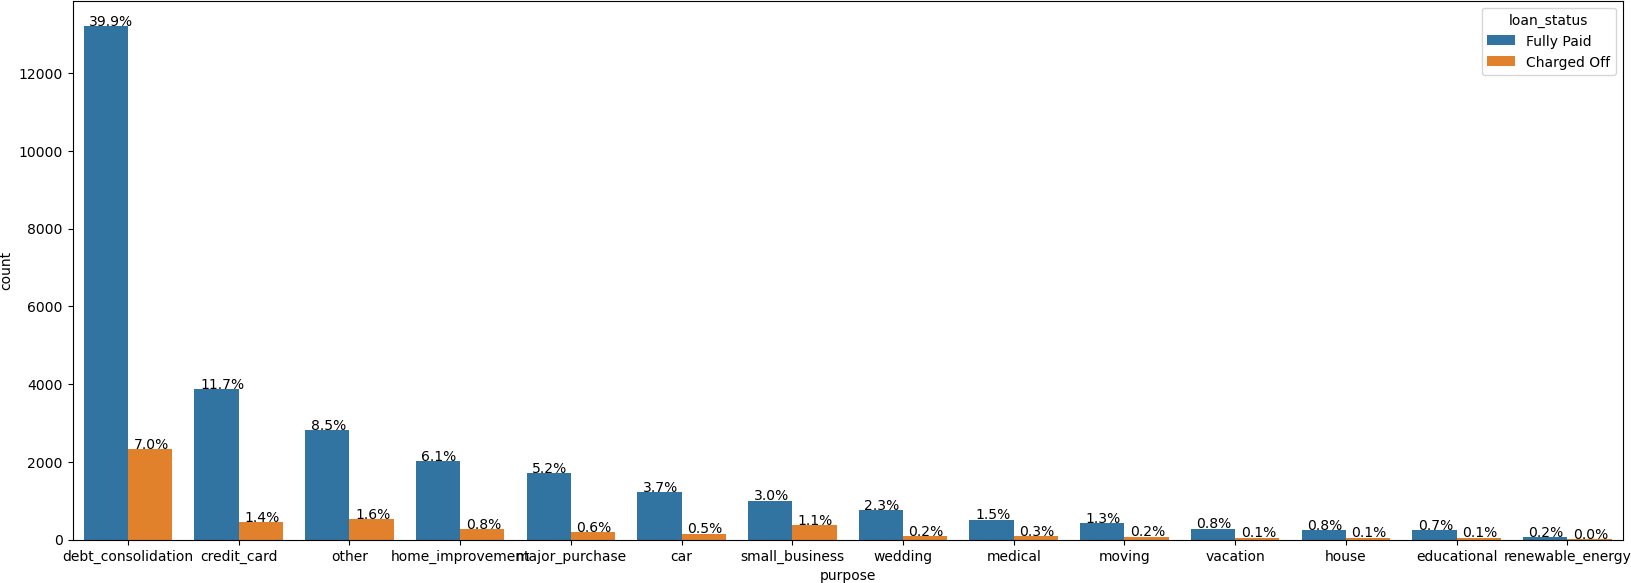 loan_status
Fully Paid
Charged Off
count
12000
10000
8000
6000
4000
2000
0
39.9%
7.0%
11.7%
1.4%
8.5%
1.6%
6.1%
0.8%
5.2%
0.6%
3.7%
0.5%
3.0%
1.1%
2.3%
0.2%
1.5%
0.3%
1.3%
0.2%
0.8%
0.1%
0.8%
0.1%
0.7%
0.1%
0.2%
0.0%
debt_consolidation
credit_card
other
home_improvement
major_purchase
car
small_business
wedding
medical
moving
vacation
house
educational
renewable_energy
purpose